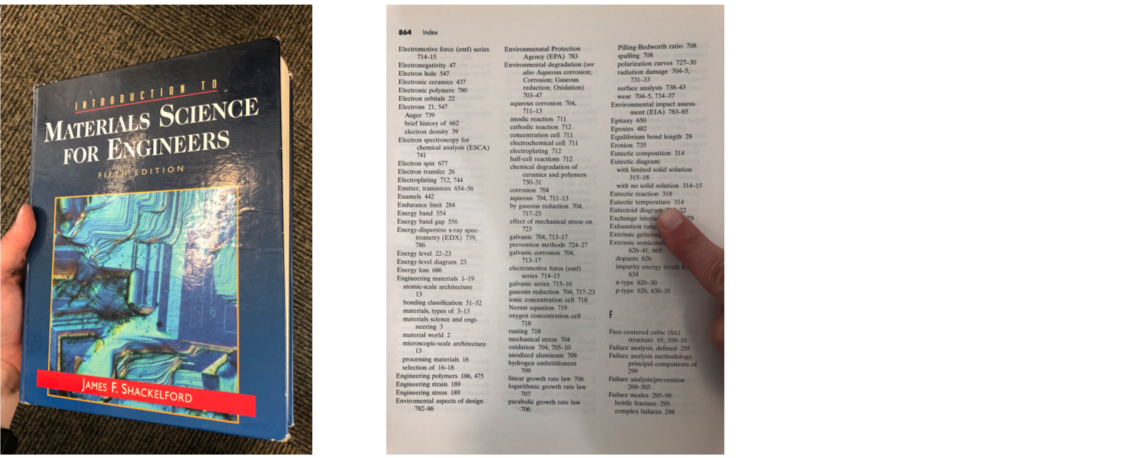 INTRODUCTION TO
MATERIALS SCIENCE
FOR ENGINEERS
FIFTH EDITION
JAMES F. SHACKELFORD
864 Index
Electromotive force (emf) series
714–15
Electronegativity 47
Electron hole 547
Electronic ceramics 437
Electronic polymers 780
Electron orbitals 22
Electrons 21, 547
Auger 739
brief history of 662
electron density 39
Electron spectroscopy for
chemical analysis (ESCA)
741
Electron spin 677
Electron transfer 26
Electroplating 712, 744
Emitter, transistors 654–56
Enamels 442
Endurance limit 284
Energy band 554
Energy band gap 556
Energy-dispersive x-ray spec-
trometry (EDX) 739,
786
Energy level 22–23
Energy-level diagram 23
Energy loss 686
Engineering materials 1–19
atomic-scale architecture
13
bonding classification 51–52
materials, types of 3–13
materials science and engi-
neering 3
material world 2
microscopic-scale architecture
13
processing materials 16
selection of 16–18
Engineering polymers 186, 475
Engineering strain 189
Engineering stress 189
Enviromental aspects of design
782–86
Environmenatal Protection
Agency (EPA) 783
Environmental degradation (see
also Aqueous corrosion;
Corrosion; Gaseous
reduction; Oxidation)
703–47
aqueous corrosion 704,
711–13
anodic reaction 711
cathodic reaction 712
concentration cell 711
electrochemical cell 711
electroplating 712
half-cell reactions 712
chemical degradation of
ceramics and polymers
730–31
corrosion 704
aqueous 704, 711–13
by gaseous reduction 704,
717–23
effect of mechanical stress on
723
galvanic 704, 713–17
prevention methods 724–27
galvanic corrosion 704,
713–17
electromotive force (emf)
series 714–15
galvanic series 715–16
gaseous reduction 704, 717–23
ionic concentration cell 718
Nernst equation 719
oxygen concentration cell
718
rusting 718
mechanical stress 704
oxidation 704, 705–10
anodized aluminum 709
hydrogen embrittlement
709
linear growth rate law 706
logarithmic growth rate law
707
parabolic growth rate law
706
Pilling-Bedworth ratio 708
spalling 708
polarization curves 727–30
radiation damage 704–5,
731–33
surface analysis 738–43
wear 704–5, 734–37
Environmental impact assess-
ment (EIA) 783–85
Epitaxy 650
Epoxies 482
Equilibrium bond length 28
Erosion 735
Eutectic composition 314
Eutectic diagram:
with limited solid solution
315–18
with no solid solution 314–15
Eutectic reaction 318
Eutectic temperature 314
Eutectoid diagram
Exchange
Exhaustion
Extrinsic
Extrinsic
626–41,
dopants 626
impurity energy levels
634
n-type 626–30
p-type 628, 630–35
F
Face-centered cubic (fcc)
structure 65, 109–10
Failure analysis, defined 295
Failure analysis methodology,
principal components of
299
Failure analysis/prevention
268–303
Failure modes 295–99
brittle fracture 295
complex failures 298